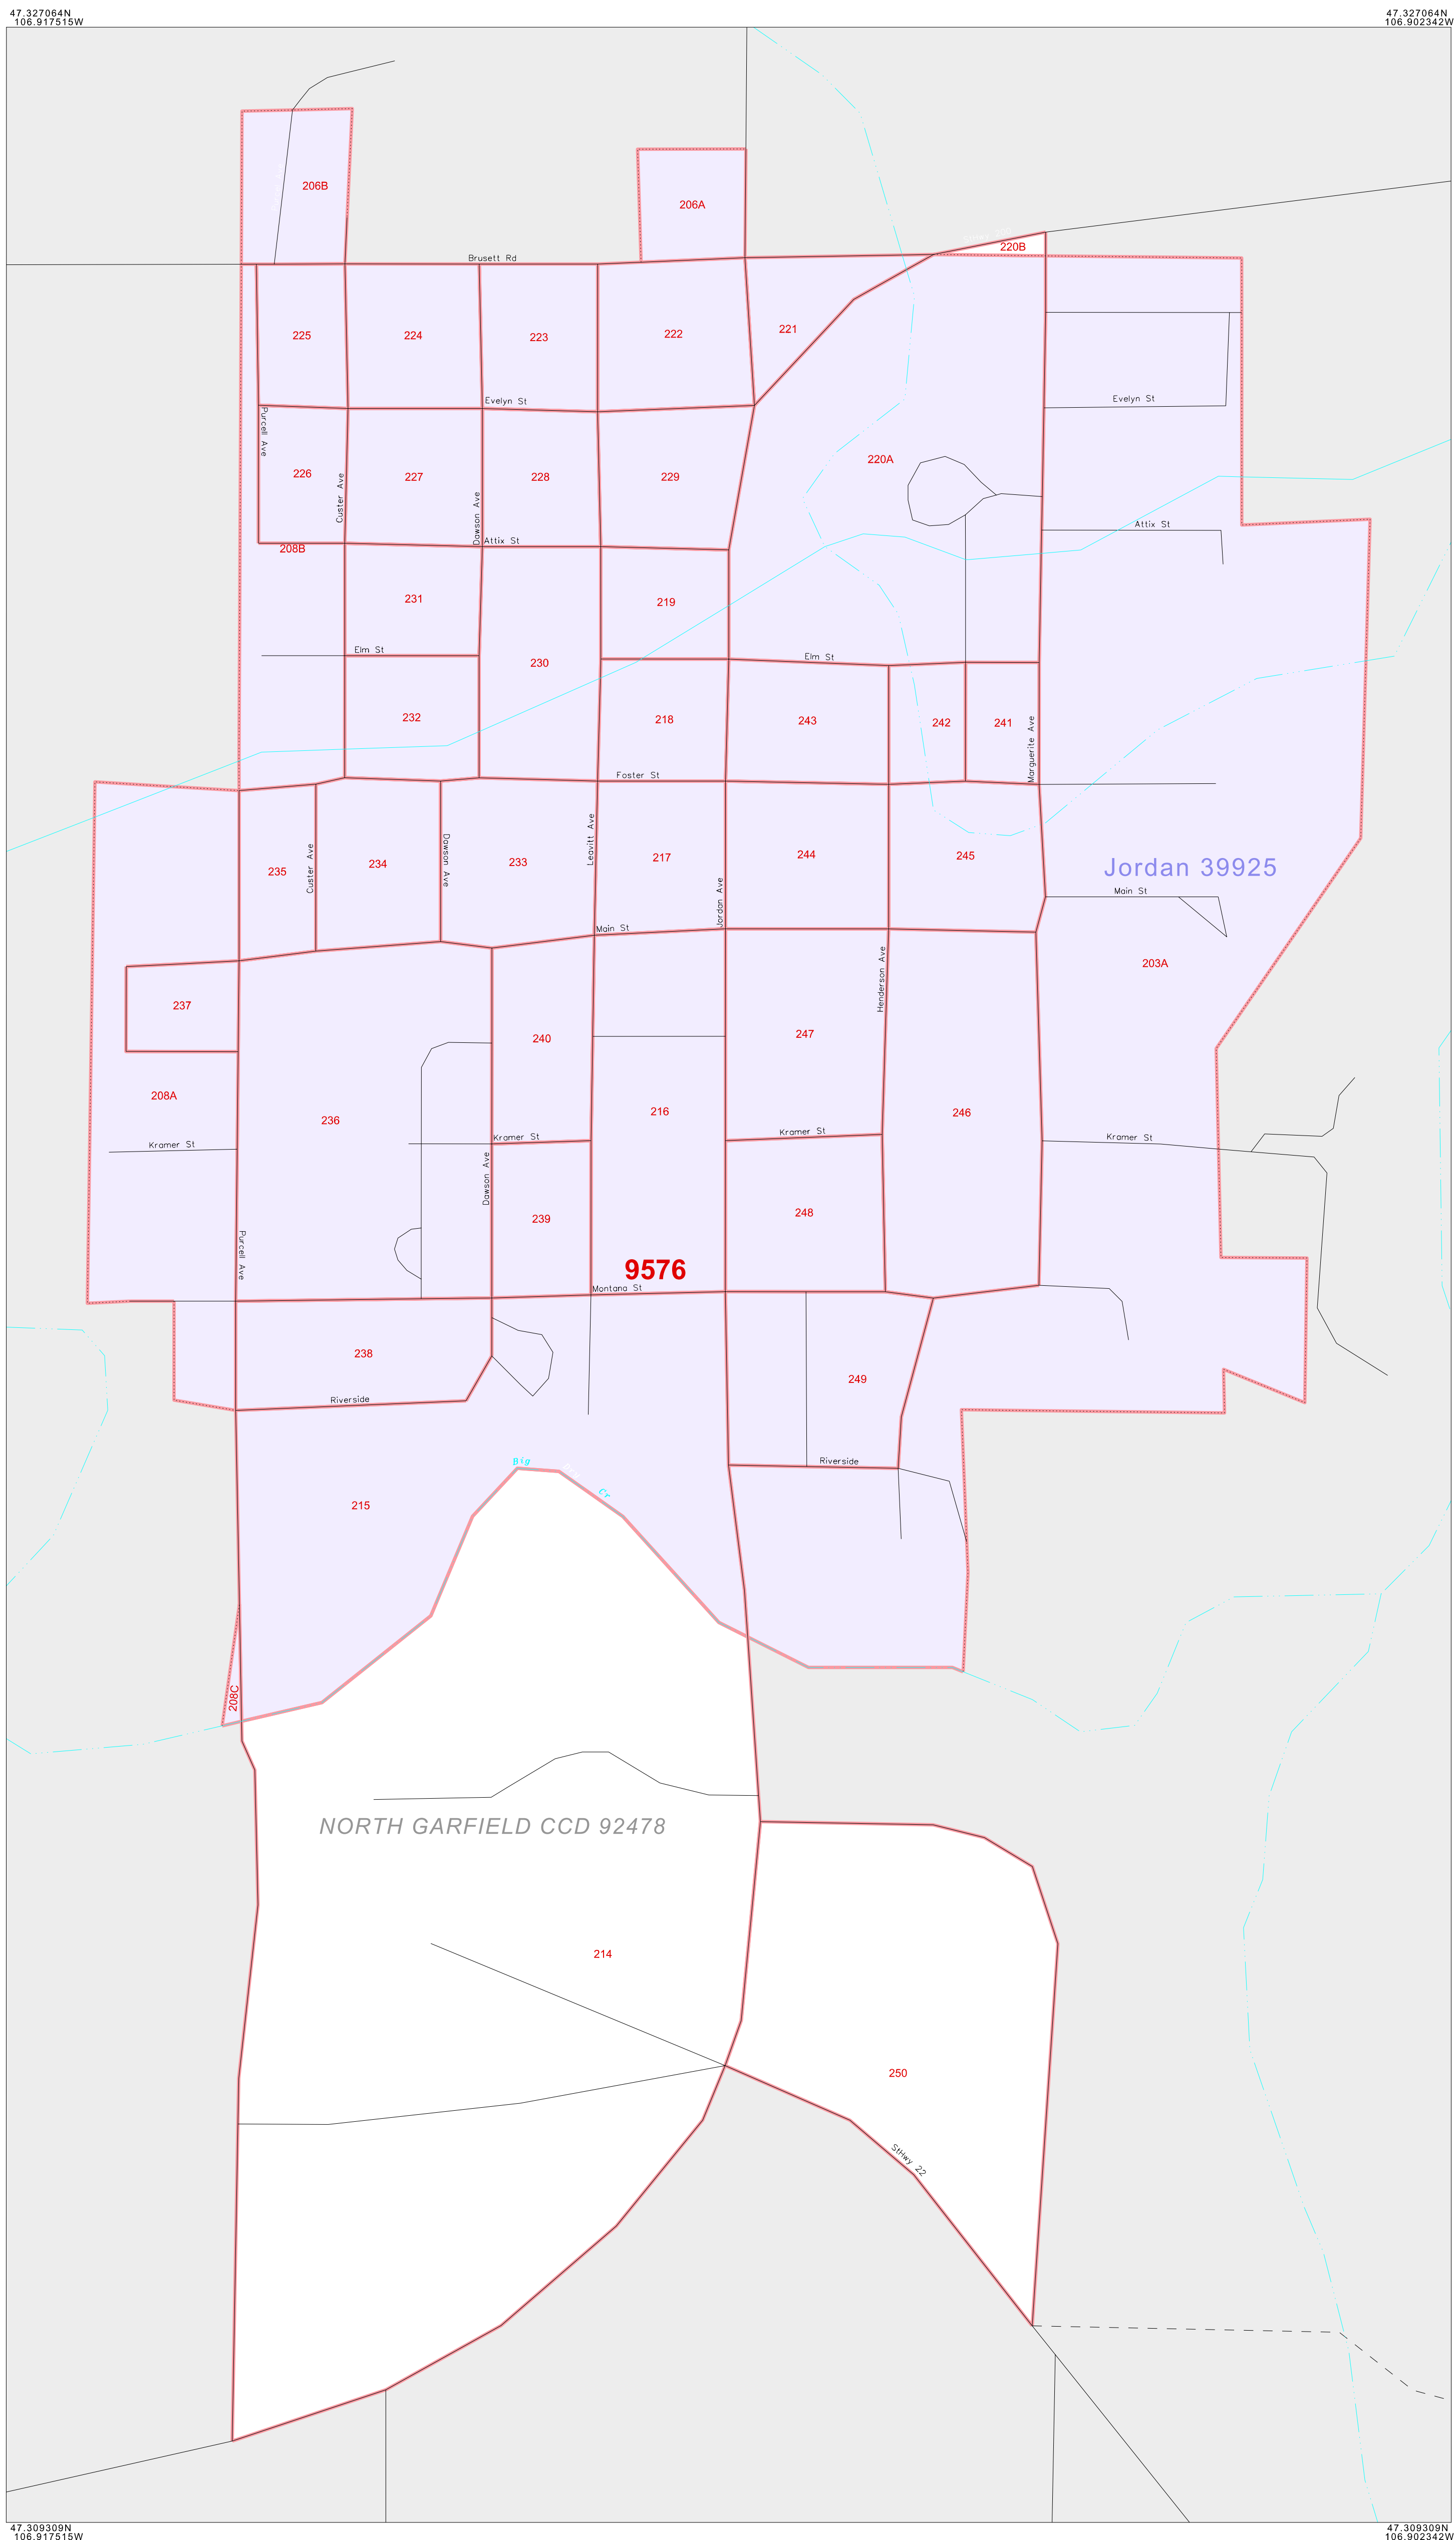 47.327064N
106.917515W
47.327064N
106.902342W
206B
206A
220B
Brusett Rd
225
224
223
222
221
Evelyn St
Evelyn St
Purcell Ave
226
Custer Ave
227
Dawson Ave
228
229
220A
208B
Attix St
Attix St
231
219
Elm St
230
Elm St
232
218
243
242
241
Marguerite Ave
Foster St
235
Custer Ave
234
Dawson Ave
233
Leavitt Ave
217
Jordan Ave
244
245
Jordan 39925
Main St
Main St
203A
237
240
247
Henderson Ave
208A
236
216
246
Kramer St
Kramer St
Kramer St
Kramer St
Dawson Ave
239
248
Purcell Ave
9576
Montana St
238
249
Riverside
Riverside
Big
Cr
215
208C
NORTH GARFIELD CCD 92478
214
250
StHwy 22
47.309309N
106.917515W
47.309309N
106.902342W